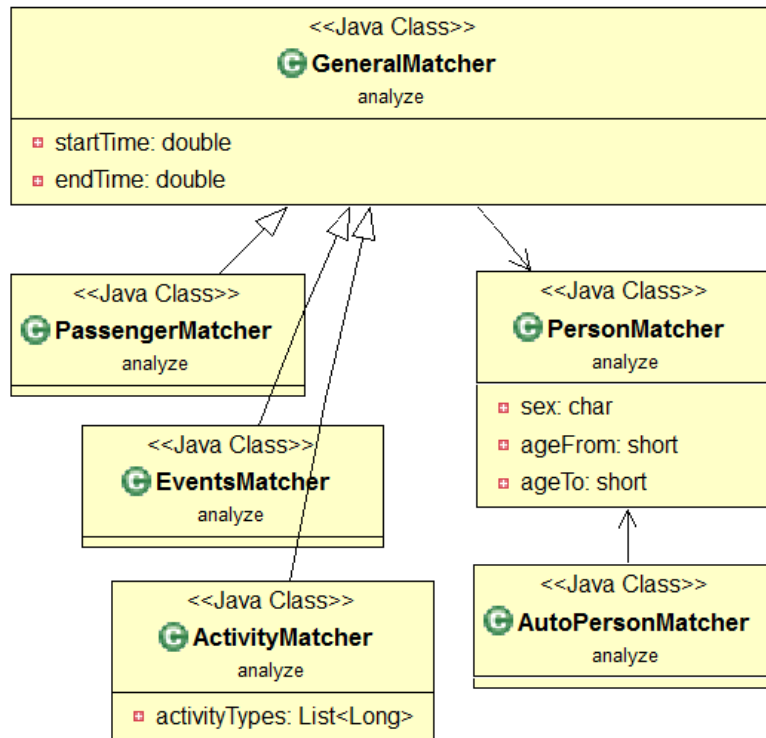 <<Java Class>>
C GeneralMatcher
analyze
startTime: double
endTime: double
<<Java Class>>
C PassengerMatcher
analyze
<<Java Class>>
C PersonMatcher
analyze
sex: char
ageFrom: short
ageTo: short
<<Java Class>>
C EventsMatcher
analyze
<<Java Class>>
C ActivityMatcher
analyze
activityTypes: List<Long>
<<Java Class>>
C AutoPersonMatcher
analyze